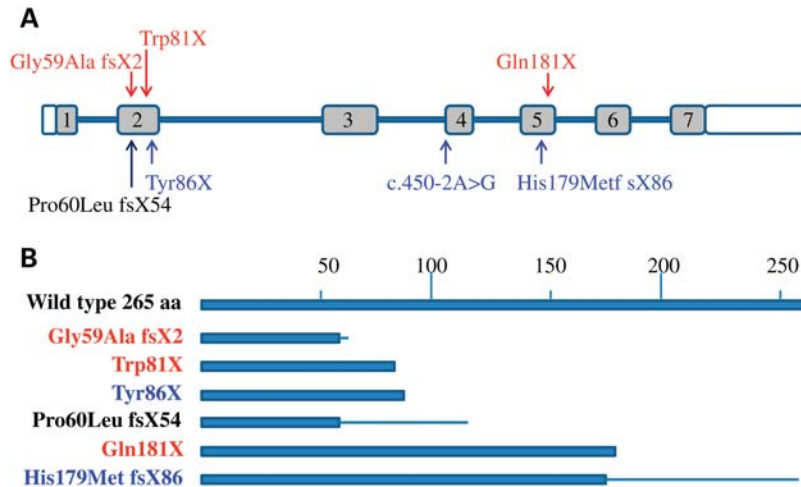 A
Trp81X
Gly59Ala fsX2
Gln181X
1 2 3 4 5 6 7
Tyr86X
c.450-2A>G
His179Metf sX86
Pro60Leu fsX54
B
50 100 150 200 250
Wild type 265 aa
Gly59Ala fsX2
Trp81X
Tyr86X
Pro60Leu fsX54
Gln181X
His179Met fsX86